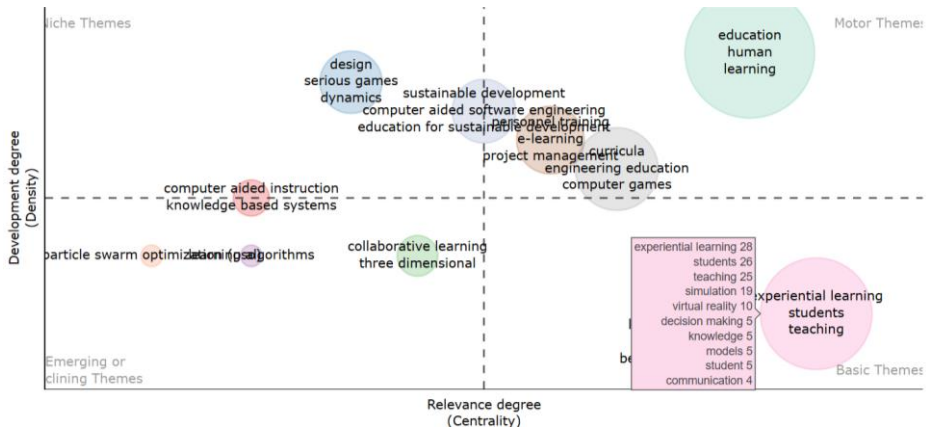 Niche Themes
Motor Themes
education
human
learning
design
serious games
dynamics
sustainable development
computer aided software engineering
education for sustainable development
personnel training
e-learning
project management
curricula
engineering education
computer games
Development degree
(Density)
computer aided instruction
knowledge based systems
particle swarm optimization (pso)
learning algorithms
collaborative learning
three dimensional
experiential learning 28
students 26
teaching 25
simulation 19
virtual reality 10
decision making 5
knowledge 5
models 5
student 5
communication 4
experiential learning
students
teaching
Emerging or
clining Themes
Basic Themes
Relevance degree
(Centrality)